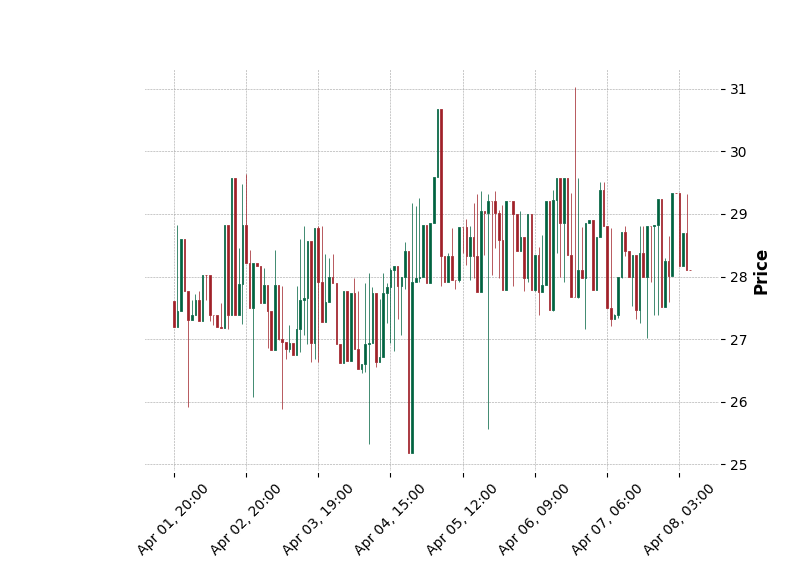 31
30
29
28
27
26
25
Price
Apr 01, 20:00
Apr 02, 20:00
Apr 03, 19:00
Apr 04, 15:00
Apr 05, 12:00
Apr 06, 09:00
Apr 07, 06:00
Apr 08, 03:00